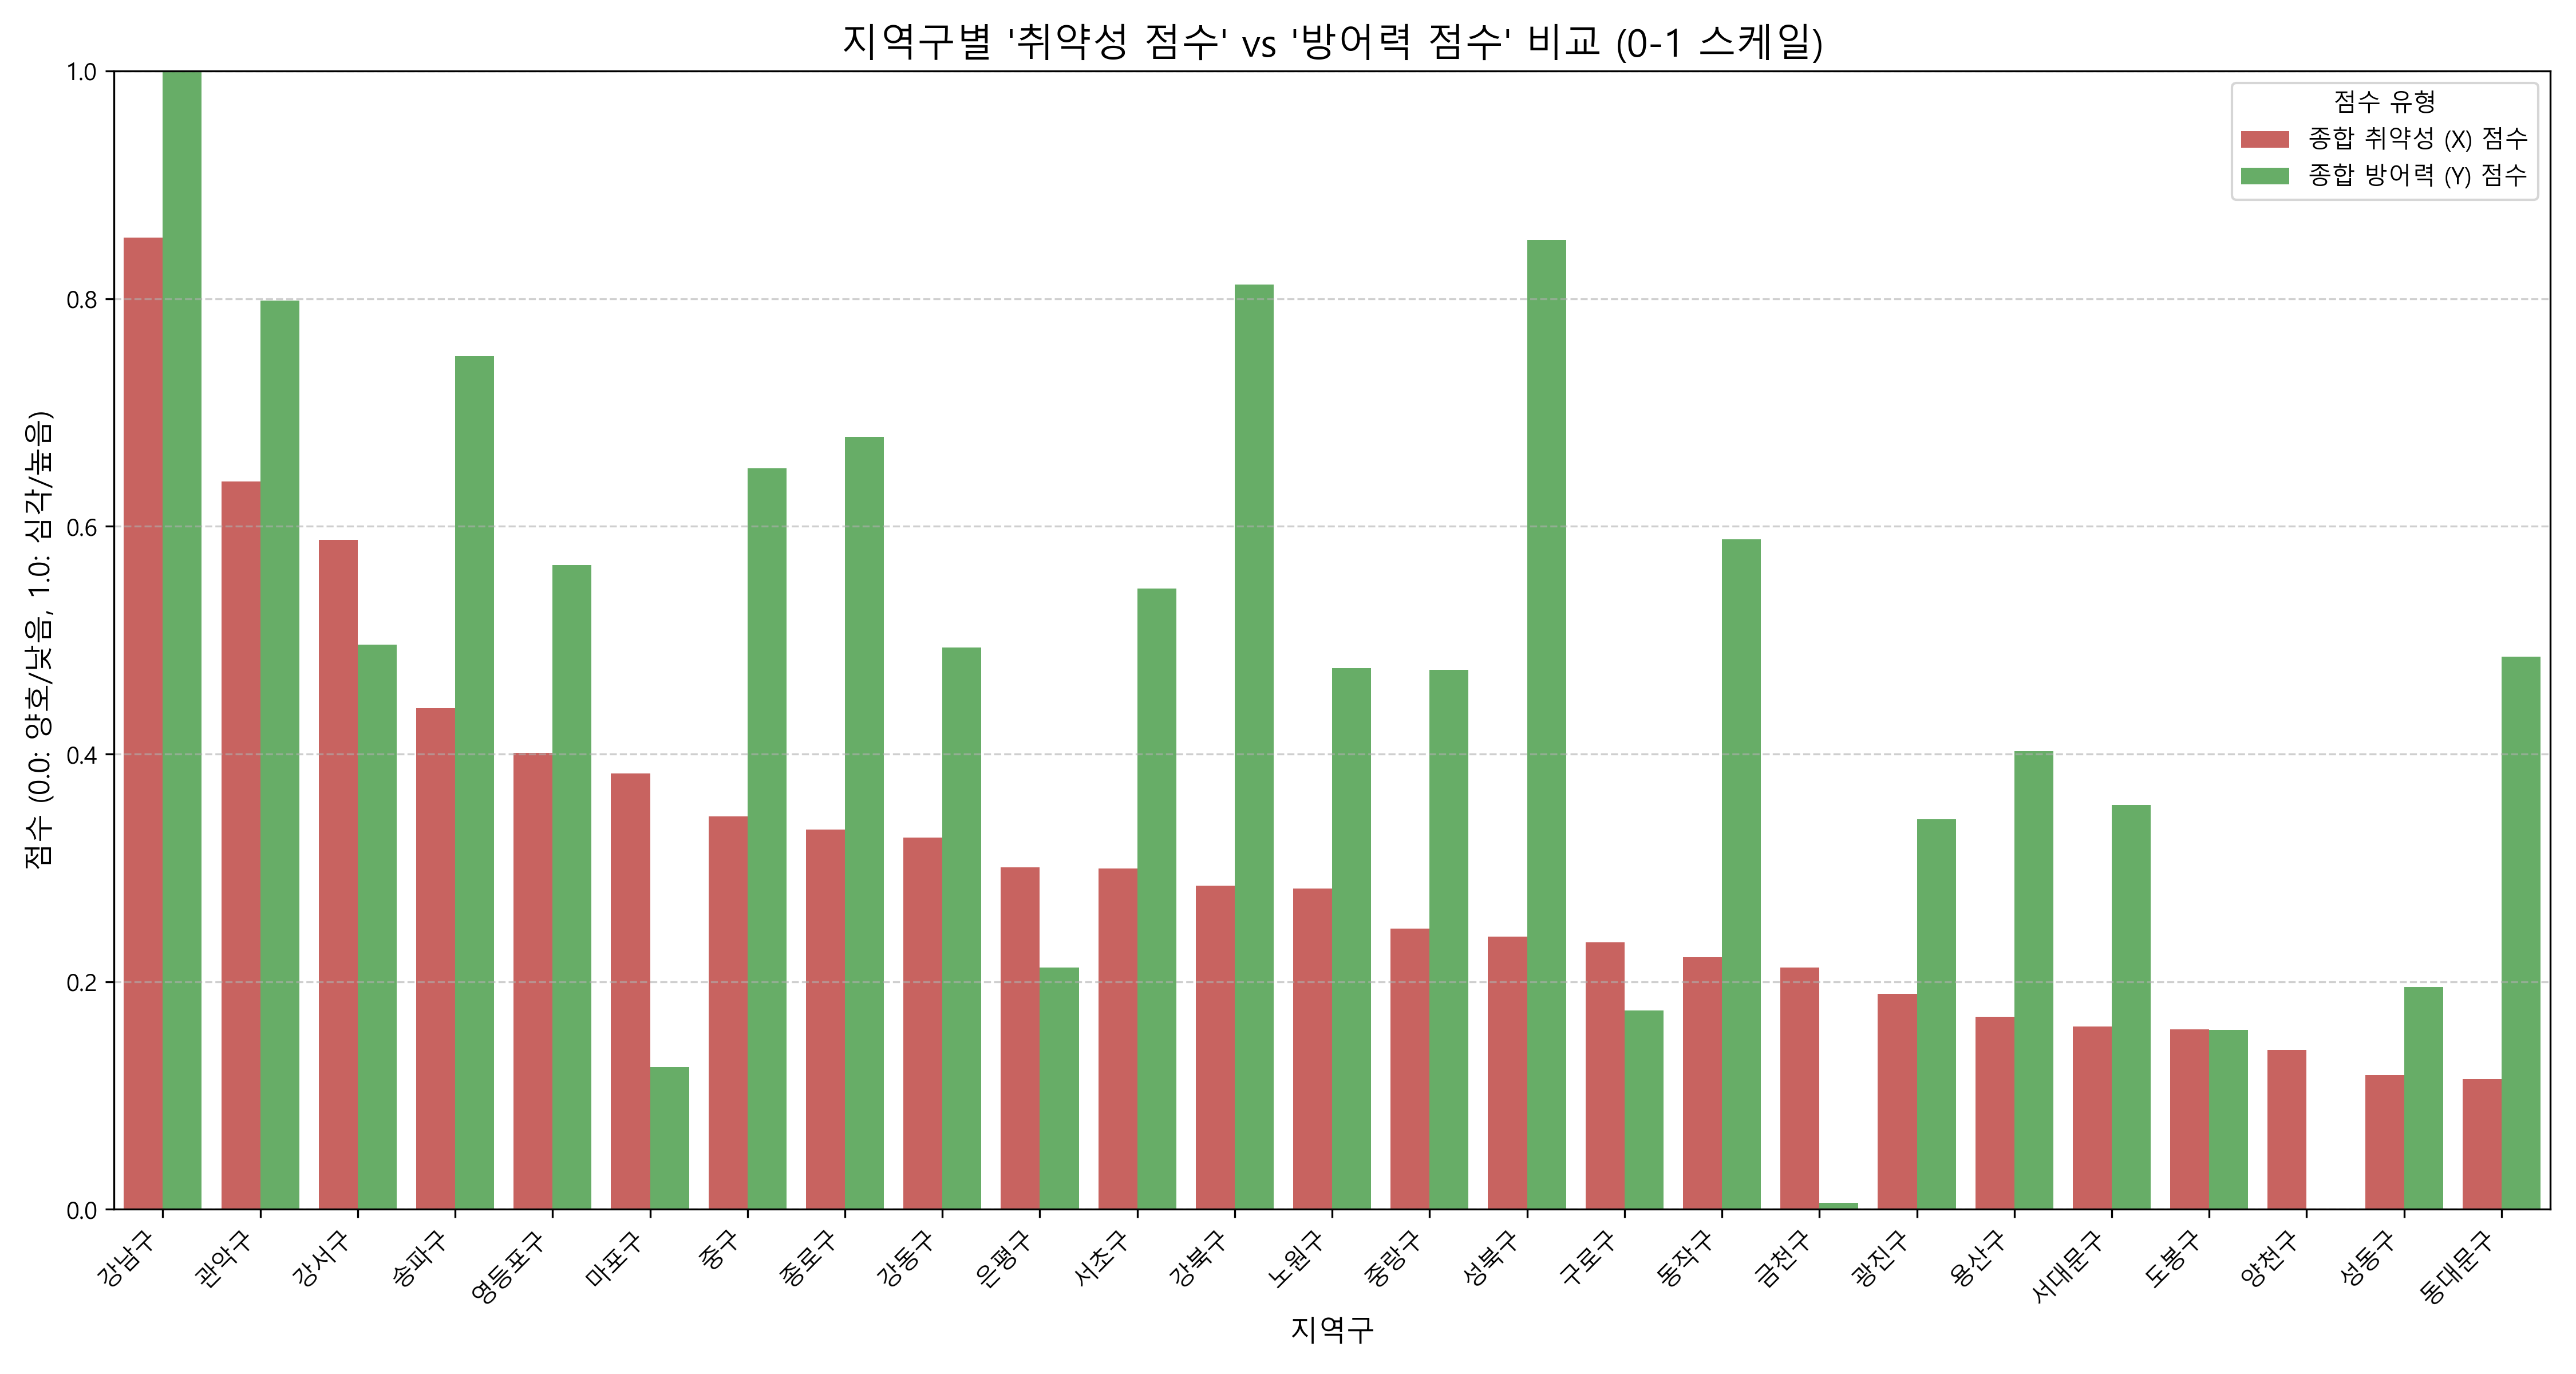 지역구별 '취약성 점수' vs '방어력 점수' 비교 (0-1 스케일)
점수 유형
종합 취약성 (X) 점수
종합 방어력 (Y) 점수
점수 (0.0: 양호/낮음, 1.0: 심각/높음)
1.0
0.8
0.6
0.4
0.2
0.0
강남구
관악구
강서구
송파구
영등포구
마포구
중구
종로구
강동구
은평구
서초구
강북구
노원구
중랑구
성북구
구로구
동작구
금천구
광진구
용산구
서대문구
도봉구
양천구
성동구
동대문구
지역구